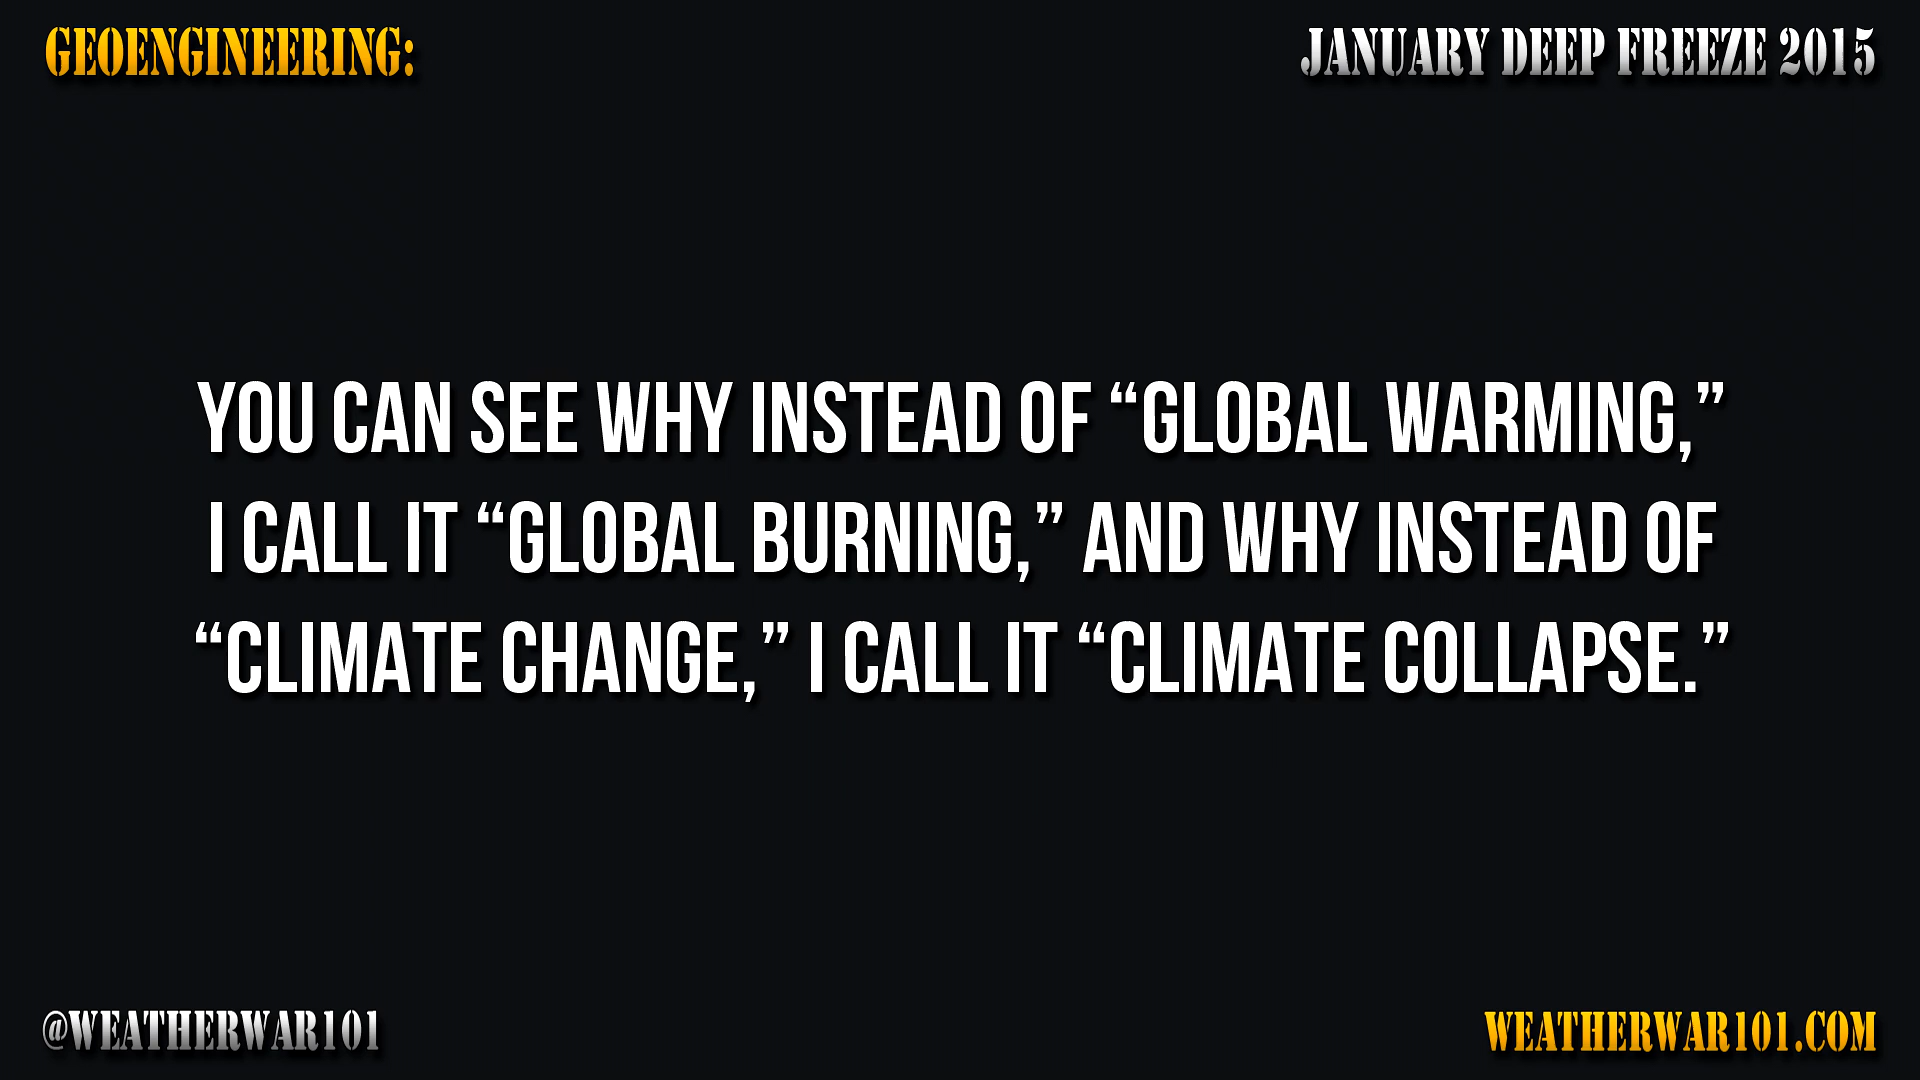 GEOENGINEERING:
JANUARY DEEP FREEZE 2015
YOU CAN SEE WHY INSTEAD OF “GLOBAL WARMING,”
I CALL IT “GLOBAL BURNING,” AND WHY INSTEAD OF
“CLIMATE CHANGE,” I CALL IT “CLIMATE COLLAPSE.”
@WEATHERWAR101
WEATHERWAR101.COM